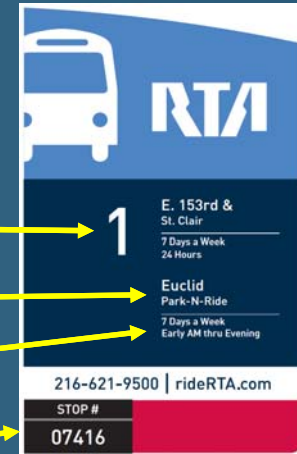 RTA
1
E. 153rd &
St. Clair
7 Days a Week
24 Hours
Euclid
Park-N-Ride
7 Days a Week
Early AM thru Evening
216-621-9500 | rideRTA.com
STOP #
07416